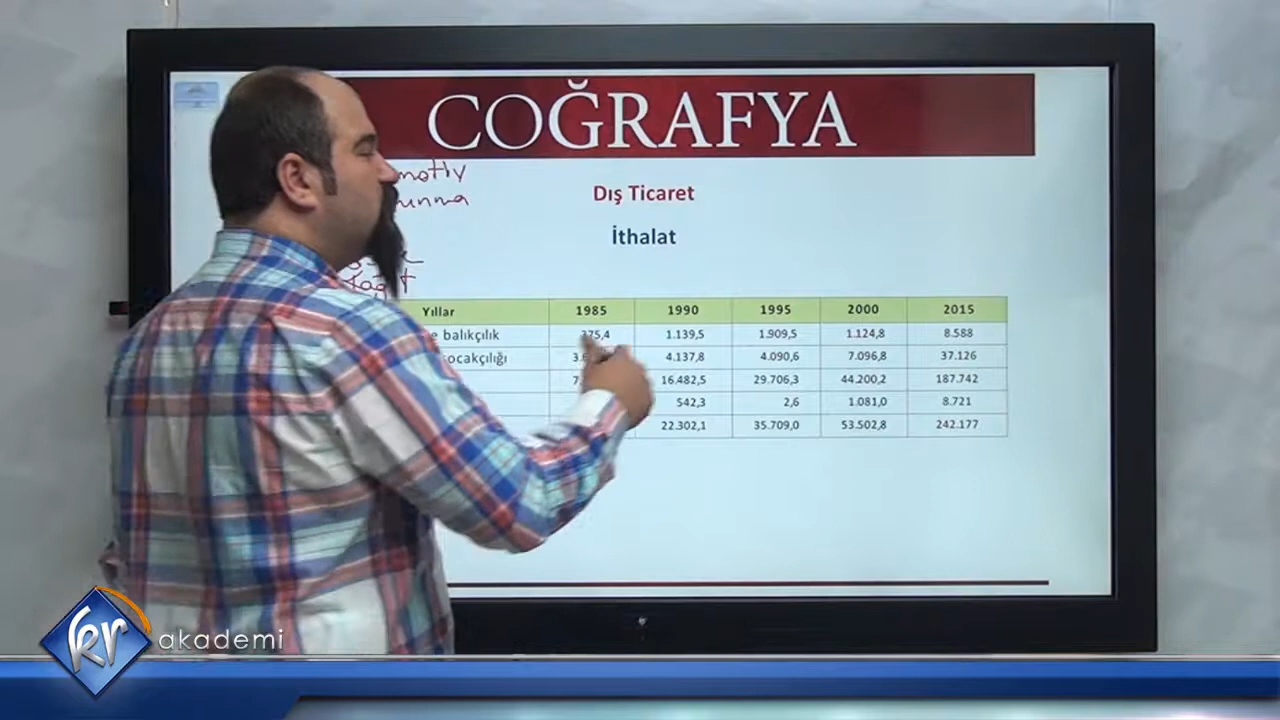 COĞRAFYA
Dış Ticaret
İthalat
Yıllar 1985 1990 1995 2000 2015
balıkçılık 375,4 1.139,5 1.909,5 1.124,8 8.588
4.137,8 4.090,6 7.096,8 37.126
16.482,5 29.706,3 44.200,2 187.742
542,3 2,6 1.081,0 8.721
22.302,1 35.709,0 53.502,8 242.177
kr akademi